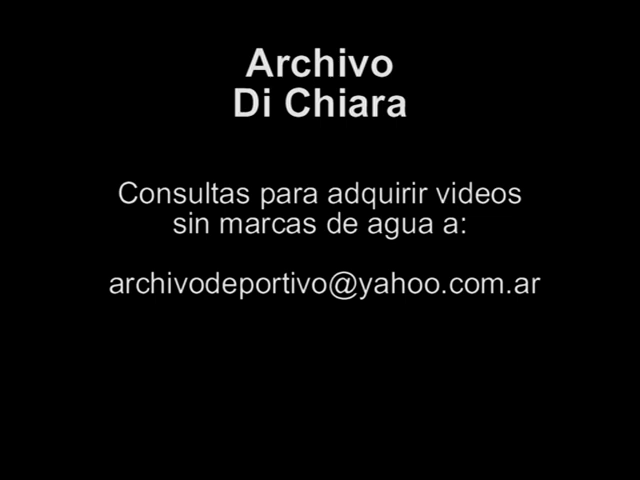 Archivo
Di Chiara
Consultas para adquirir videos
sin marcas de agua a:
archivodeportivo@yahoo.com.ar